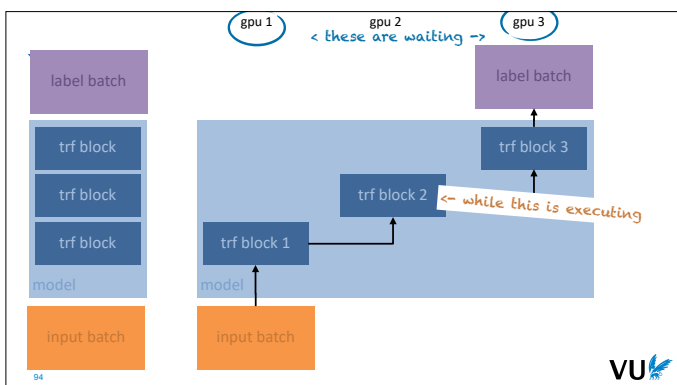 gpu 1
gpu 2
gpu 3
< these are waiting ->
label batch
label batch
trf block
trf block 3
trf block
trf block 2
<- while this is executing
trf block
trf block 1
model
model
input batch
input batch
94
VU